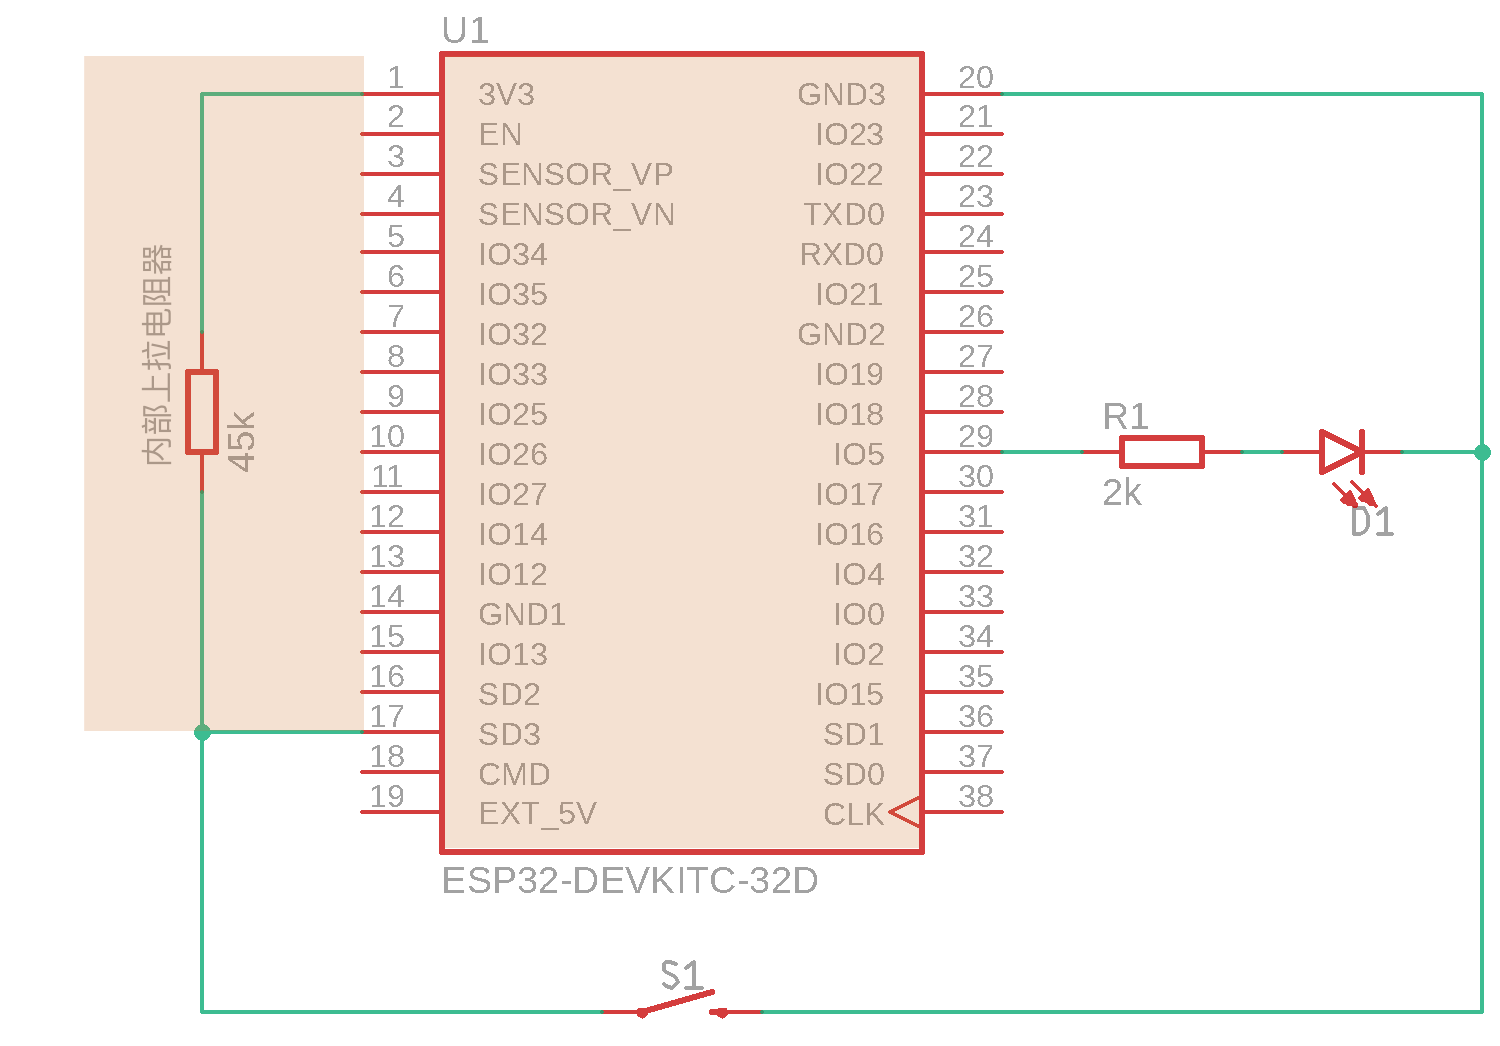 U1
1
3V3
2
EN
3
SENSOR_VP
4
SENSOR_VN
5
IO34
6
IO35
7
IO32
8
IO33
9
IO25
10
IO26
11
IO27
12
IO14
13
IO12
14
GND1
15
IO13
16
SD2
17
SD3
18
CMD
19
EXT_5V
20
GND3
21
IO23
22
IO22
23
TXD0
24
RXD0
25
IO21
26
GND2
27
IO19
28
IO18
29
IO5
30
IO17
31
IO16
32
IO4
33
IO0
34
IO2
35
IO15
36
SD1
37
SD0
38
CLK
内部上拉电阻器
45k
R1
2k
D1
ESP32-DEVKITC-32D
S1